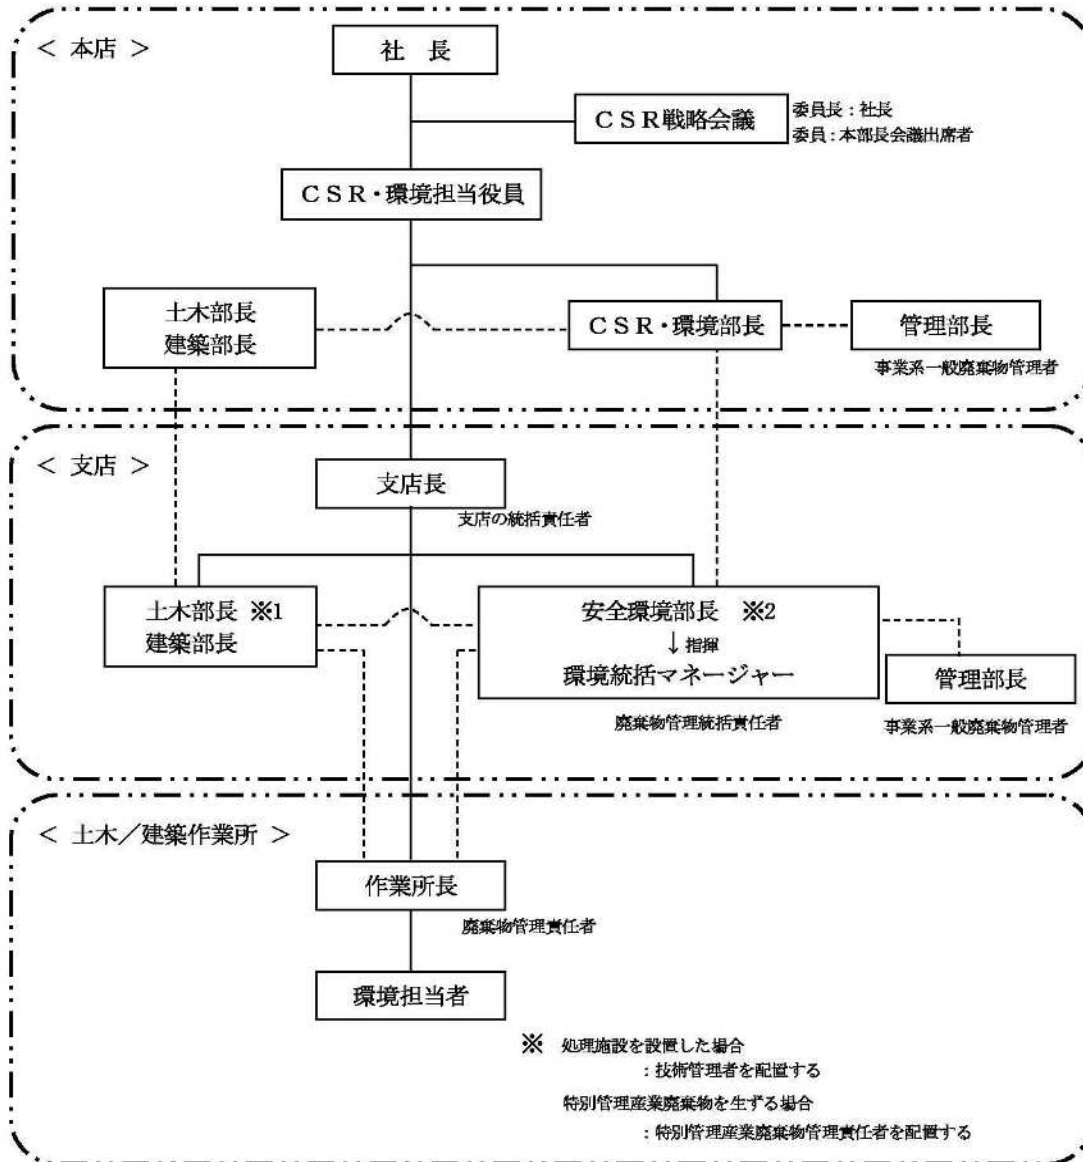 < 本店 >
社 長
CSR戦略会議
委員長:社長
委員:本部長会議出席者
CSR・環境担当役員
土木部長
建築部長
CSR・環境部長
管理部長
事業系一般廃棄物管理者
< 支店 >
支店長
支店の統括責任者
土木部長 ※1
建築部長
安全環境部長 ※2
↓指揮
環境統括マネージャー
廃棄物管理統括責任者
管理部長
事業系一般廃棄物管理者
< 土木/建築作業所 >
作業所長
廃棄物管理責任者
環境担当者
※ 処理施設を設置した場合
:技術管理者を配置する
特別管理産業廃棄物を生ずる場合
:特別管理産業廃棄物管理責任者を配置する